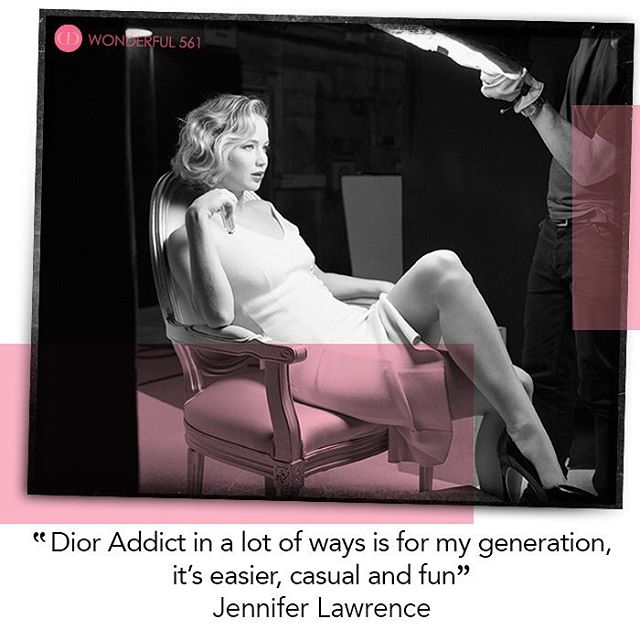 CD WONDERFUL 561
“Dior Addict in a lot of ways is for my generation,
it’s easier, casual and fun”
Jennifer Lawrence